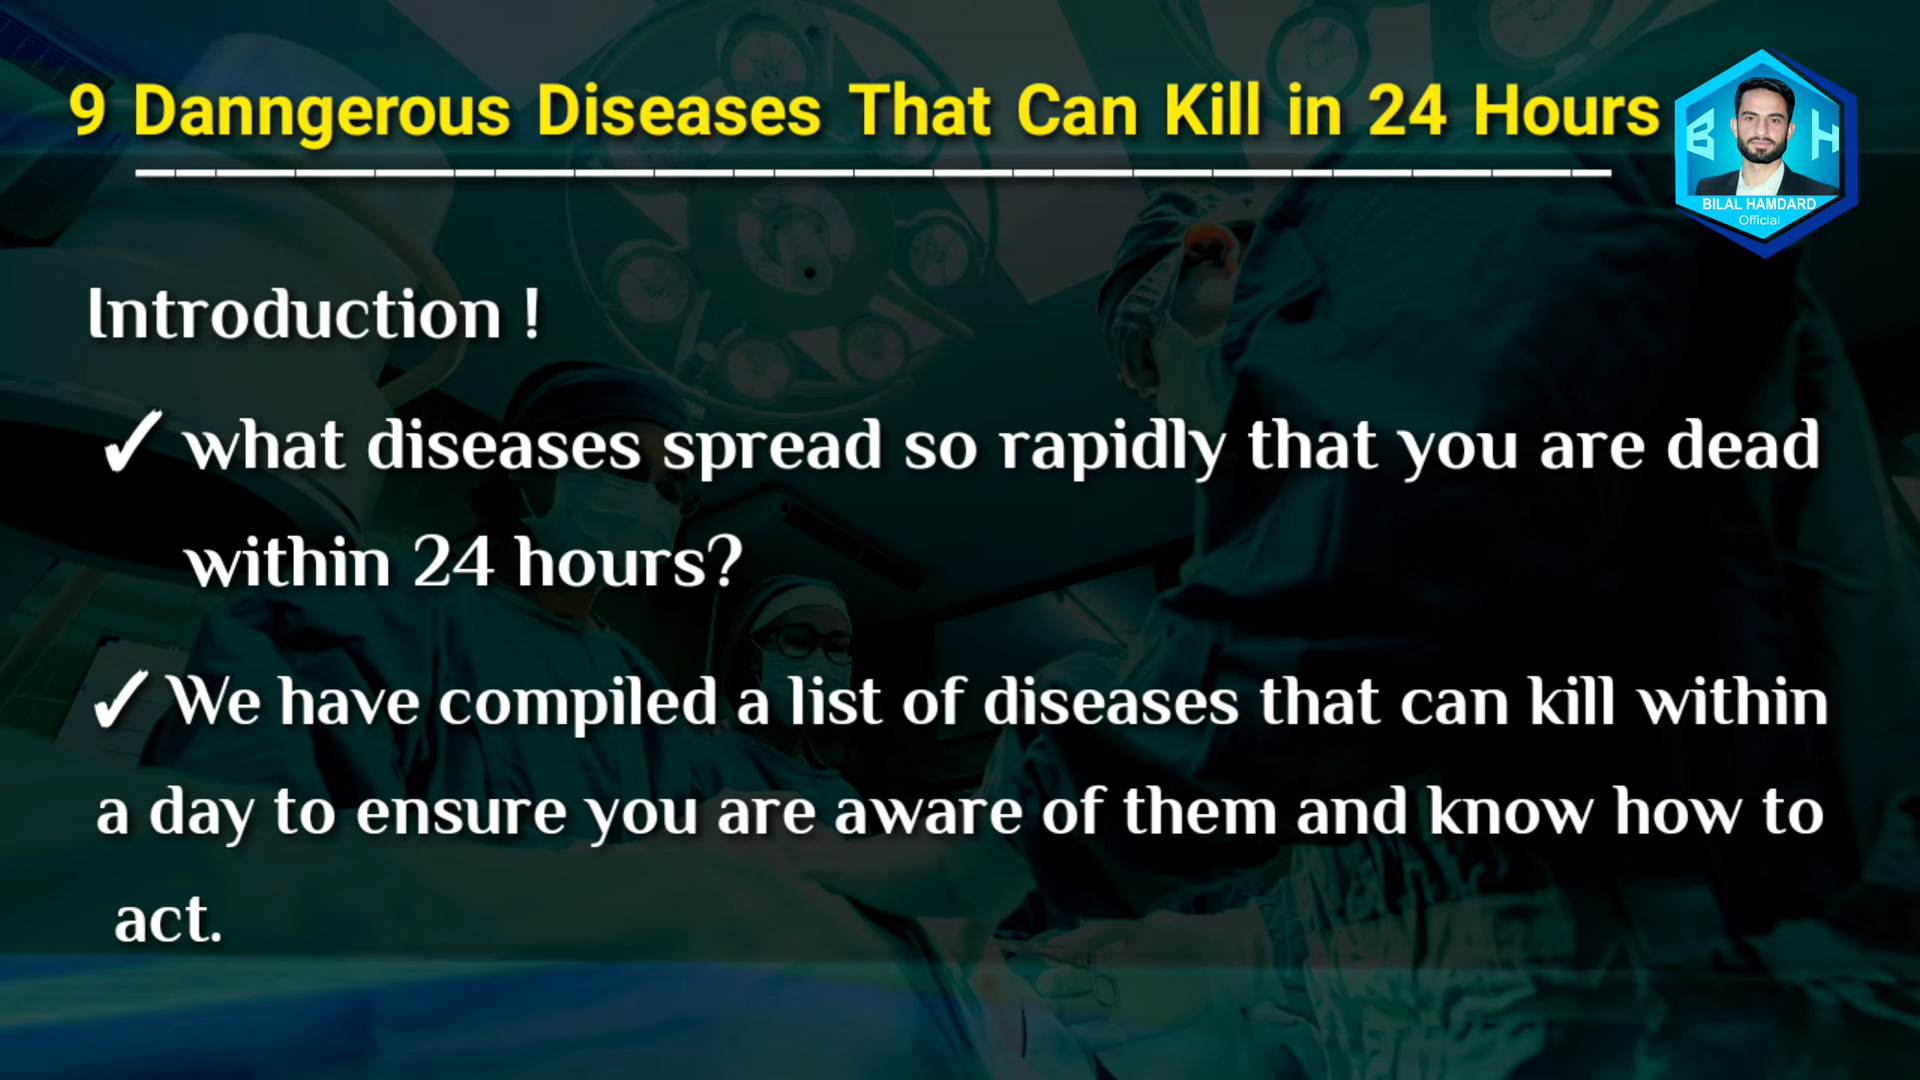 9 Danngerous Diseases That Can Kill in 24 Hours
B H
BILAL HAMDARD
Official
Introduction !
✓ what diseases spread so rapidly that you are dead
within 24 hours?
✓ We have compiled a list of diseases that can kill within
a day to ensure you are aware of them and know how to
act.